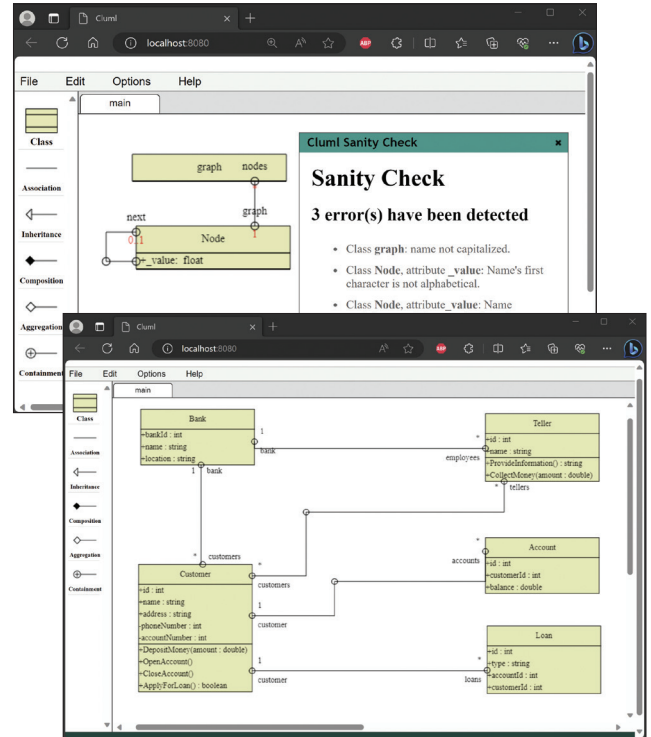 Cluml
localhost:8080
ABP
File Edit Options Help
main
Class
Association
Inheritance
Composition
Aggregation
Containment
graph nodes
graph
next
Node
+_value: float
1
Cluml Sanity Check
Sanity Check
3 error(s) have been detected
Class graph: name not capitalized.
Class Node, attribute _value: Name's first
character is not alphabetical.
Class Node, attribute_value: Name
Cluml
localhost:8080
ABP
File Edit Options Help
main
Class
Association
Inheritance
Composition
Aggregation
Containment
Bank
+bankId : int
+name : string
+location : string
1
bank
1 bank
* customers
Teller
+id : int
+name : string
+ProvideInformation() : string
+CollectMoney(amount : double)
*
employees
* tellers
Customer
+id : int
+name : string
+address : string
-phoneNumber : int
-accountNumber : int
+DepositMoney(amount : double)
+OpenAccount()
+CloseAccount()
+ApplyForLoan() : boolean
*
customers
1
customer
1
customer
*
accounts
Account
+id : int
+customerId : int
+balance : double
*
loans
Loan
+id : int
+type : string
+accountId : int
+customerId : int